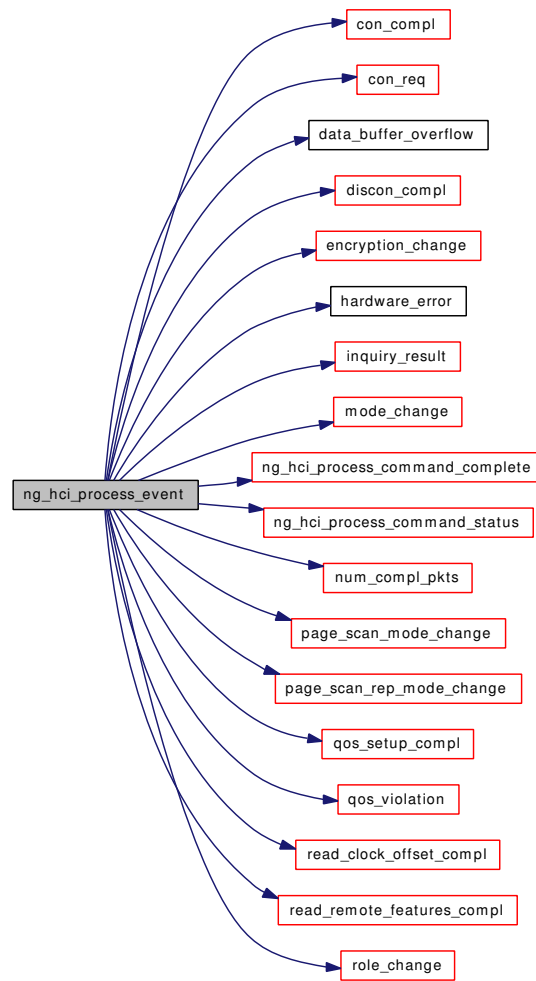 con_compl
con_req
data_buffer_overflow
discon_compl
encryption_change
hardware_error
inquiry_result
mode_change
ng_hci_process_command_complete
ng_hci_process_event
ng_hci_process_command_status
num_compl_pkts
page_scan_mode_change
page_scan_rep_mode_change
qos_setup_compl
qos_violation
read_clock_offset_compl
read_remote_features_compl
role_change